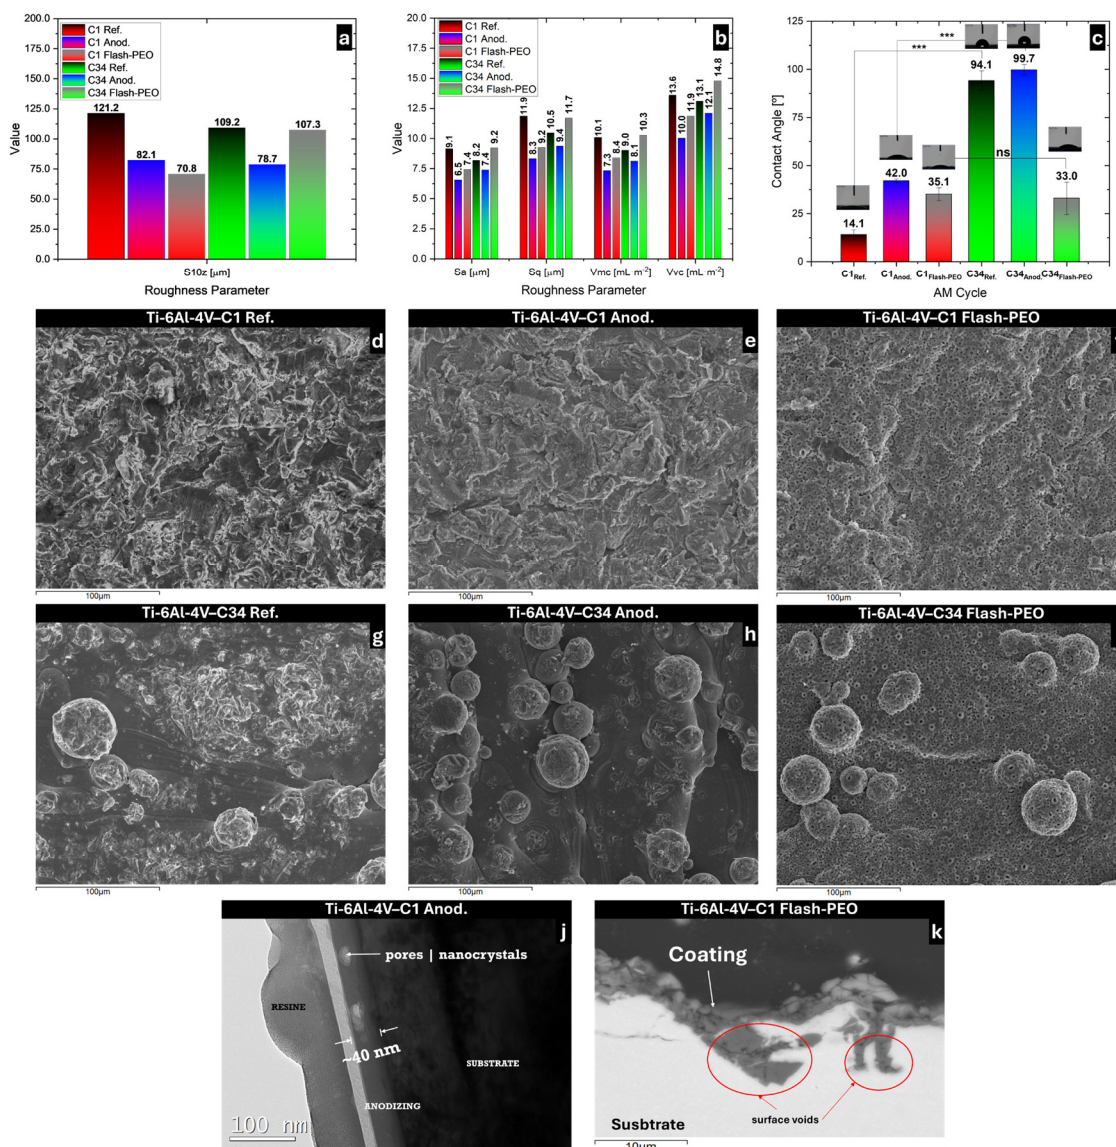 a
C1 Ref.
C1 Anod.
C1 Flash-PEO
C34 Ref.
C34 Anod.
C34 Flash-PEO
200.0
175.0
150.0
125.0
100.0
75.0
50.0
25.0
0.0
Value
121.2
82.1
70.8
109.2
78.7
107.3
S10z [μm]
Roughness Parameter
b
C1 Ref.
C1 Anod.
C1 Flash-PEO
C34 Ref.
C34 Anod.
C34 Flash-PEO
20.0
17.5
15.0
12.5
10.0
7.5
5.0
2.5
0.0
Value
9.1
6.5
7.4
8.2
7.4
9.2
11.9
8.3
9.2
10.5
9.4
11.7
10.1
7.3
8.4
9.0
8.1
10.3
13.6
10.0
11.9
13.1
12.1
14.8
Sa [μm]
Sq [μm]
Vmc [mL m⁻²]
Vvc [mL m⁻²]
Roughness Parameter
c
125
100
75
50
25
0
Contact Angle [º]
***
***
ns
14.1
42.0
35.1
94.1
99.7
33.0
C1Ref.
C1Anod.
C1Flash-PEO
C34Ref.
C34Anod.
C34Flash-PEO
AM Cycle
Ti-6Al-4V–C1 Ref.
d
100μm
Ti-6Al-4V–C1 Anod.
e
100μm
Ti-6Al-4V–C1 Flash-PEO
100μm
Ti-6Al-4V–C34 Ref.
g
100μm
Ti-6Al-4V–C34 Anod.
h
100μm
Ti-6Al-4V–C34 Flash-PEO
100μm
Ti-6Al-4V–C1 Anod.
j
pores | nanocrystals
RESINE
~40 nm
SUBSTRATE
ANODIZING
100 nm
Ti-6Al-4V–C1 Flash-PEO
k
Coating
surface voids
Susbtrate
10μm